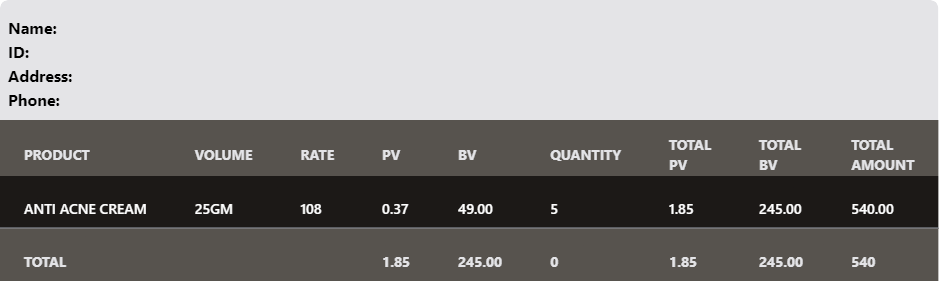 Name:
ID:
Address:
Phone:
PRODUCT VOLUME RATE PV BV QUANTITY TOTAL PV TOTAL BV TOTAL AMOUNT
ANTI ACNE CREAM 25GM 108 0.37 49.00 5 1.85 245.00 540.00
TOTAL 1.85 245.00 0 1.85 245.00 540